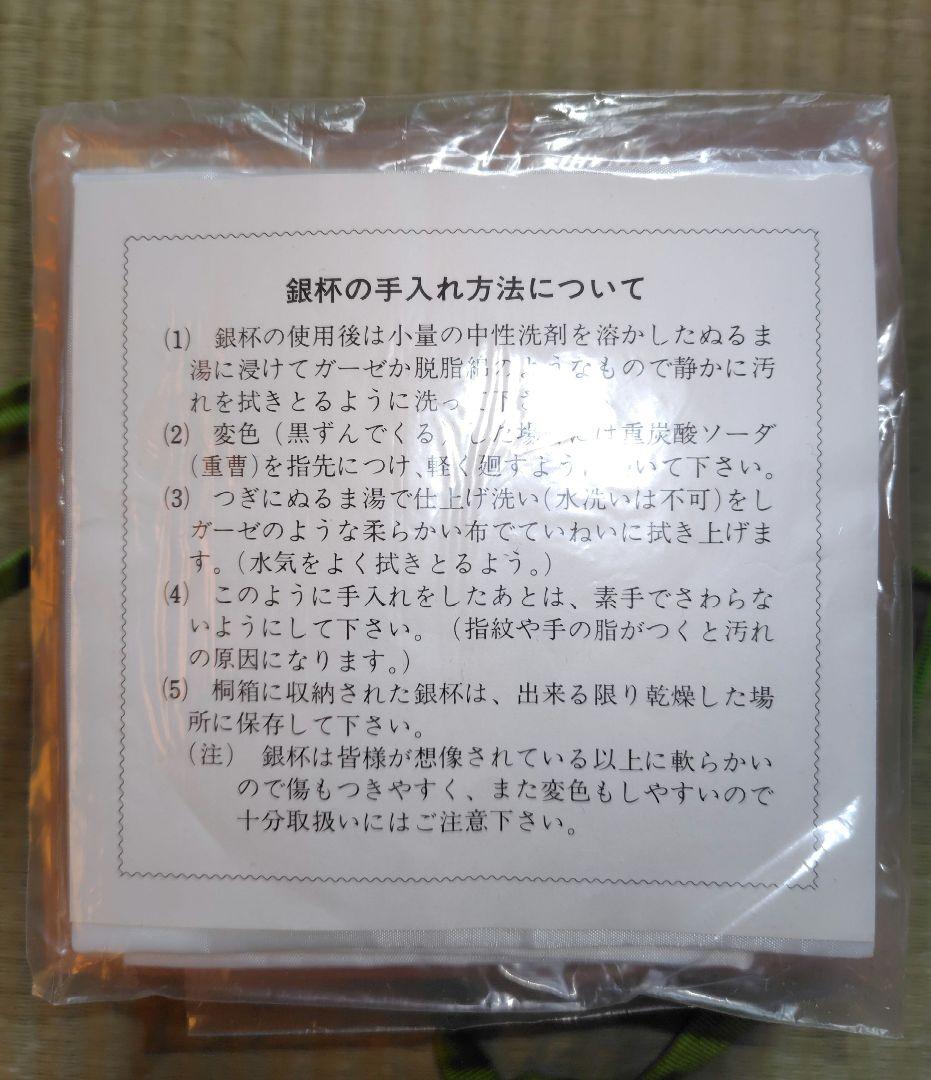 銀杯の手入れ方法について
(1) 銀杯の使用後は小量の中性洗剤を溶かしたぬるま
湯に浸けてガーゼか脱脂綿のようなもので静かに汚
れを拭きとるように洗って下さ
(2) 変色(黒ずんでくる)した場合には重炭酸ソーダ
(重曹)を指先につけ、軽く廻すよう いて下さい。
(3) つぎにぬるま湯で仕上げ洗い(水洗いは不可)をし
ガーゼのような柔らかい布でていねいに拭き上げま
す。(水気をよく拭きとるよう。)
(4) このように手入れをしたあとは、素手でさわらな
いようにして下さい。(指紋や手の脂がつくと汚れ
の原因になります。)
(5) 桐箱に収納された銀杯は、出来る限り乾燥した場
所に保存して下さい。
(注) 銀杯は皆様が想像されている以上に軟らかい
ので傷もつきやすく、また変色もしやすいので
十分取扱いにはご注意下さい。